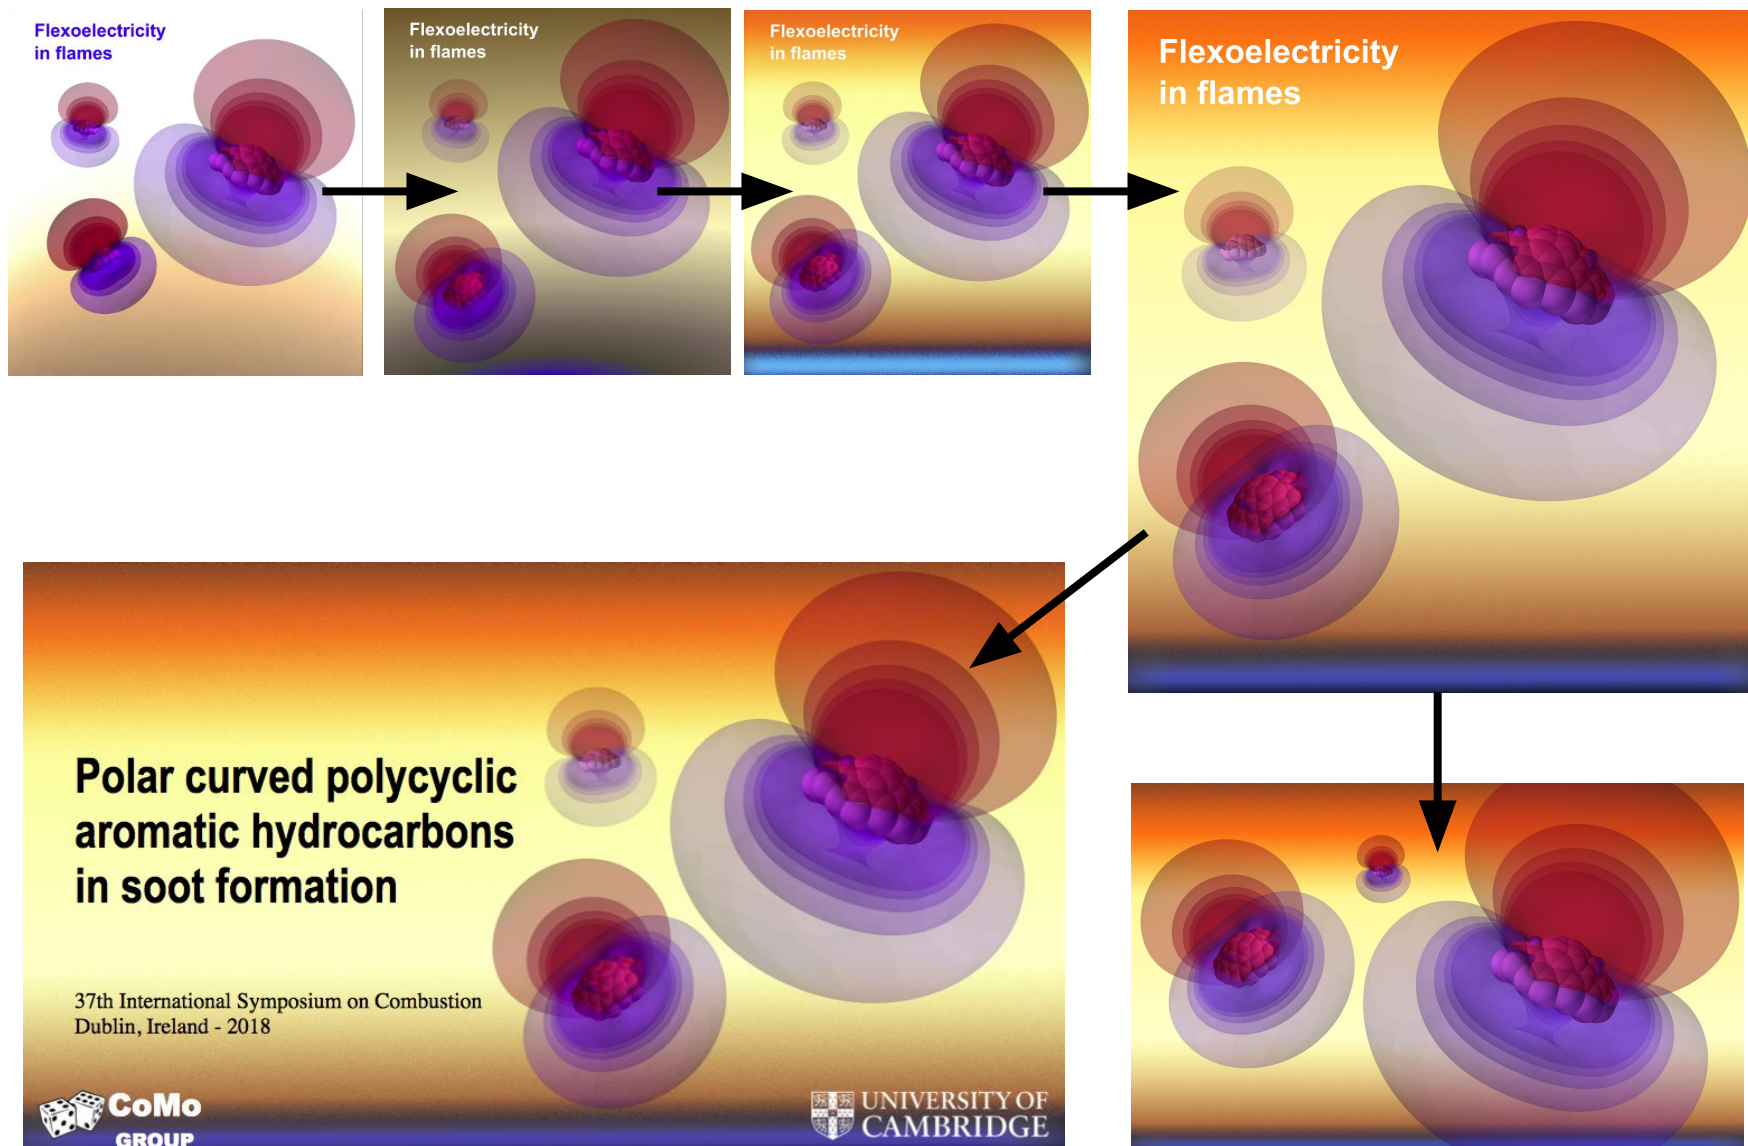 Flexoelectricity
in flames
Flexoelectricity
in flames
Flexoelectricity
in flames
Flexoelectricity
in flames
Polar curved polycyclic
aromatic hydrocarbons
in soot formation
37th International Symposium on Combustion
Dublin, Ireland - 2018
CoMo
GROUP
UNIVERSITY OF
CAMBRIDGE